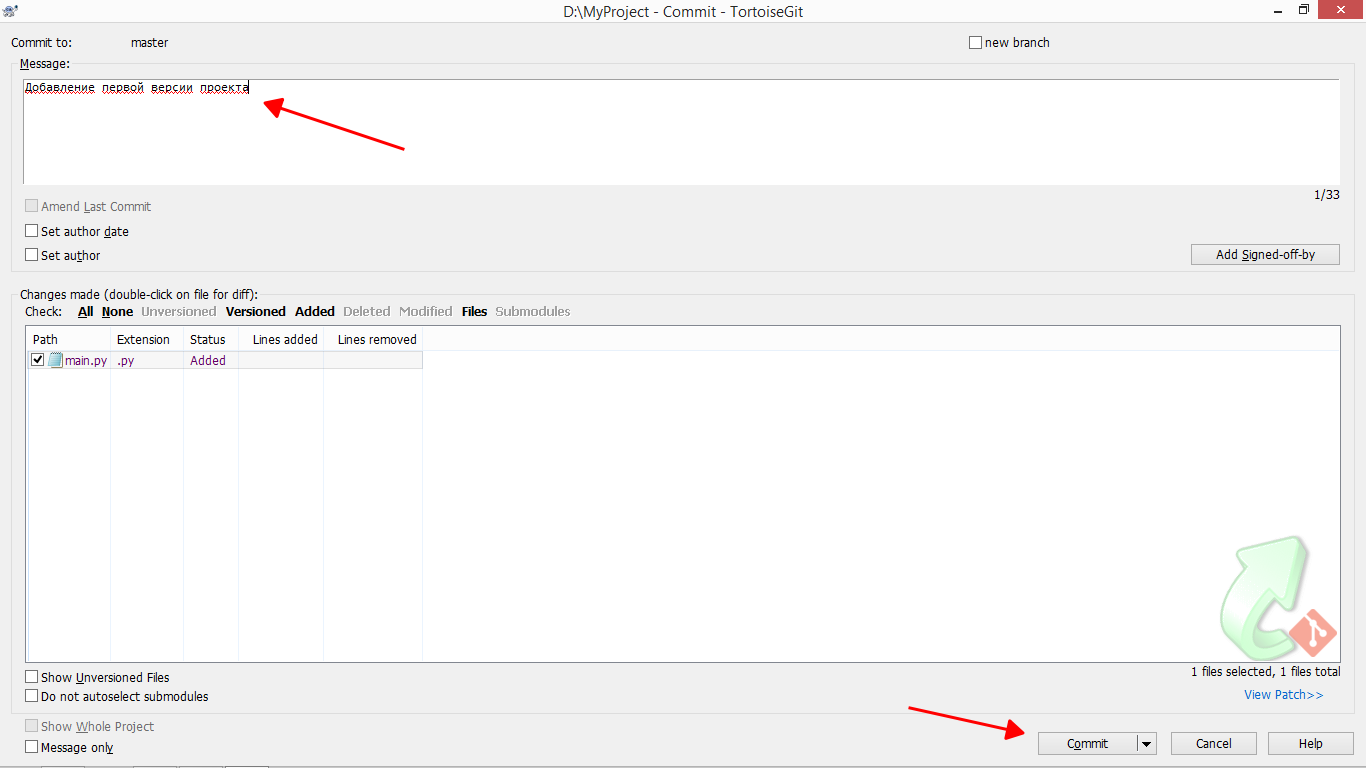 D:\MyProject - Commit - TortoiseGit
Commit to: master new branch
Message:
Добавление первой версии проекта
1/33
Amend Last Commit
Set author date
Set author
Add Signed-off-by
Changes made (double-click on file for diff):
Check: All None Unversioned Versioned Added Deleted Modified Files Submodules
Path Extension Status Lines added Lines removed
main.py .py Added
Show Unversioned Files
1 files selected, 1 files total
Do not autoselect submodules
View Patch>>
Show Whole Project
Message only
Commit Cancel Help